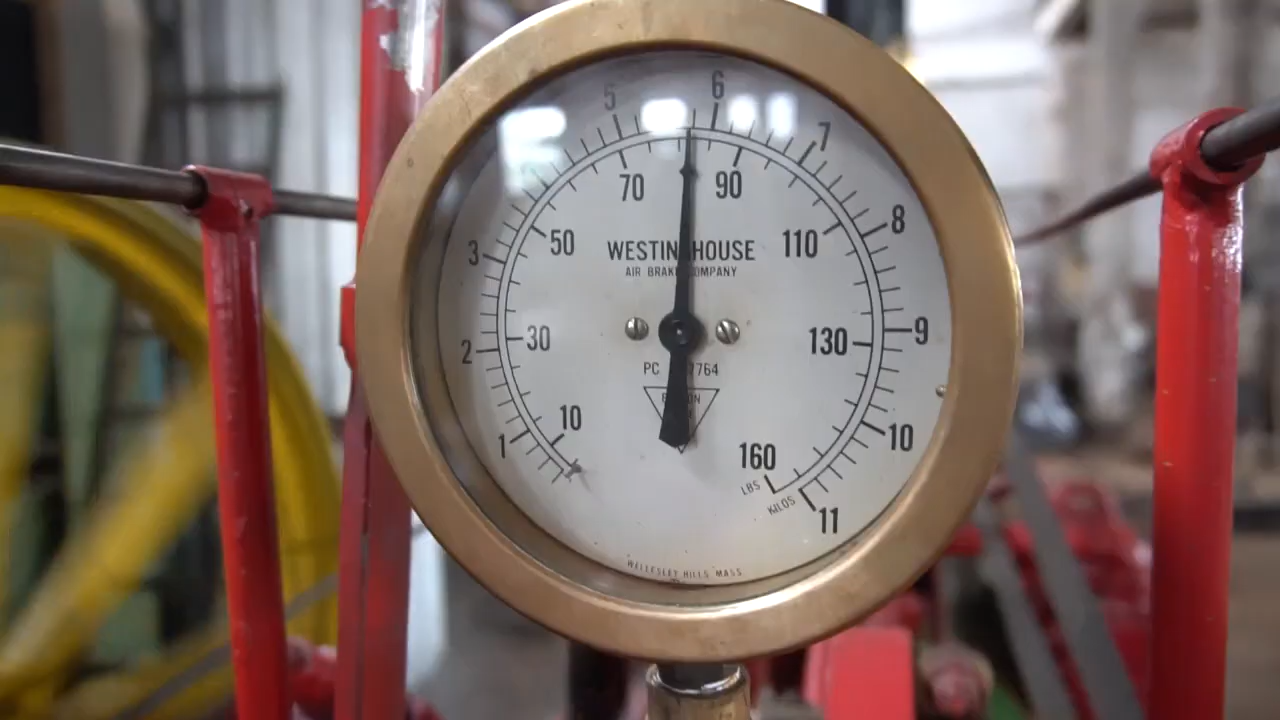 5 6 7
70 90
3 50 110 8
WESTINGHOUSE
AIR BRAKE COMPANY
2 30 130 9
PC 764
1 10 160 10
LBS
KILOS
11
WELLESLEY HILLS MASS